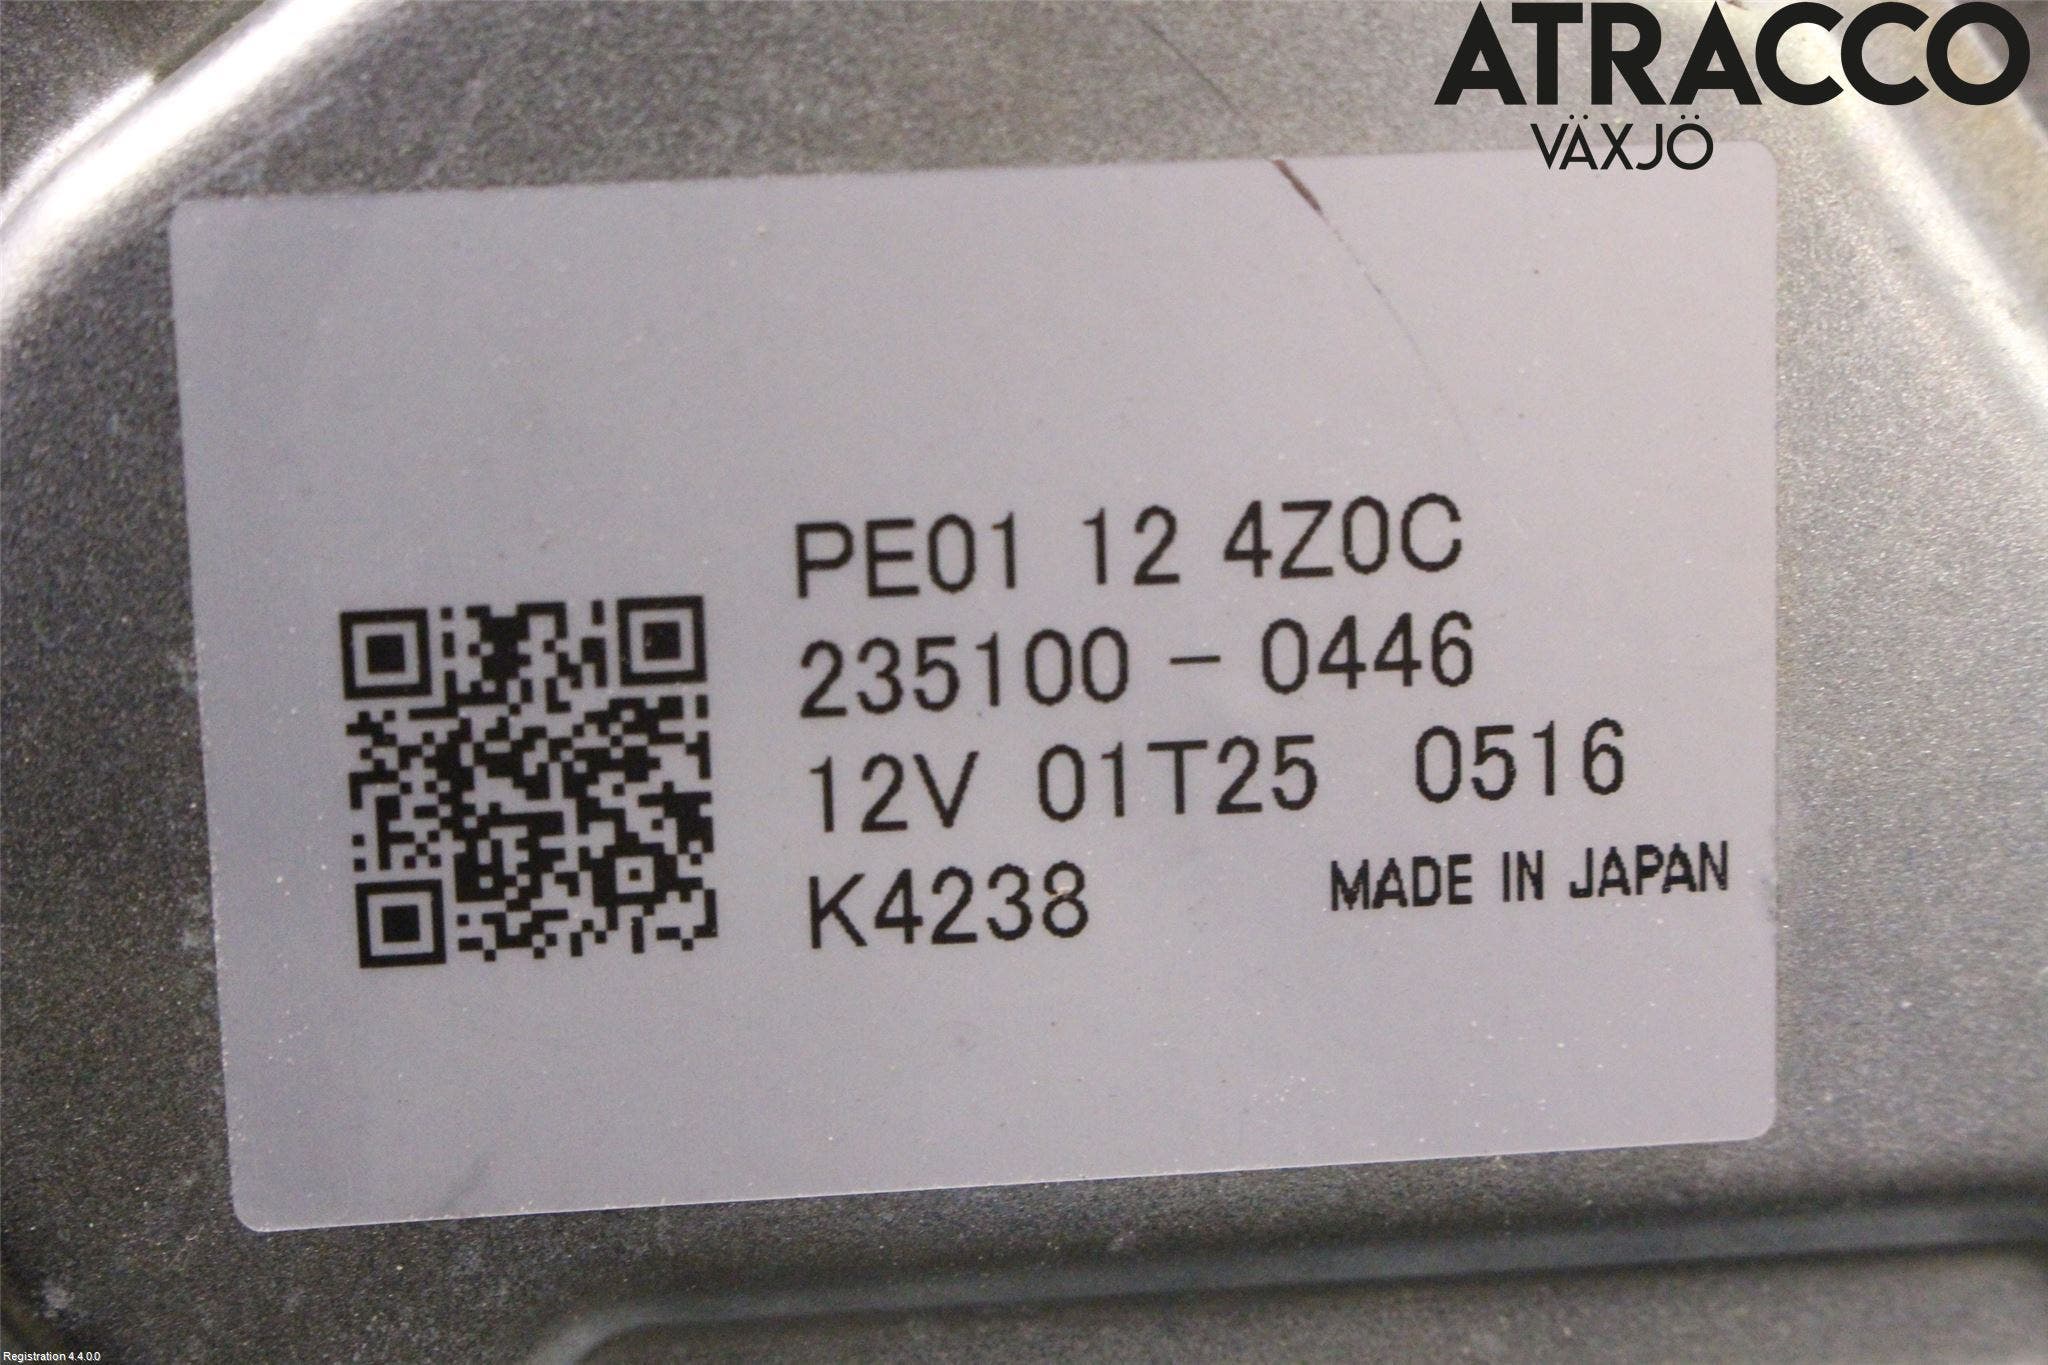 ATRACCO
VÄXJÖ
PE01 12 4Z0C
235100-0446
12V 01T25 0516
K4238 MADE IN JAPAN
Registration 4.4.0.0